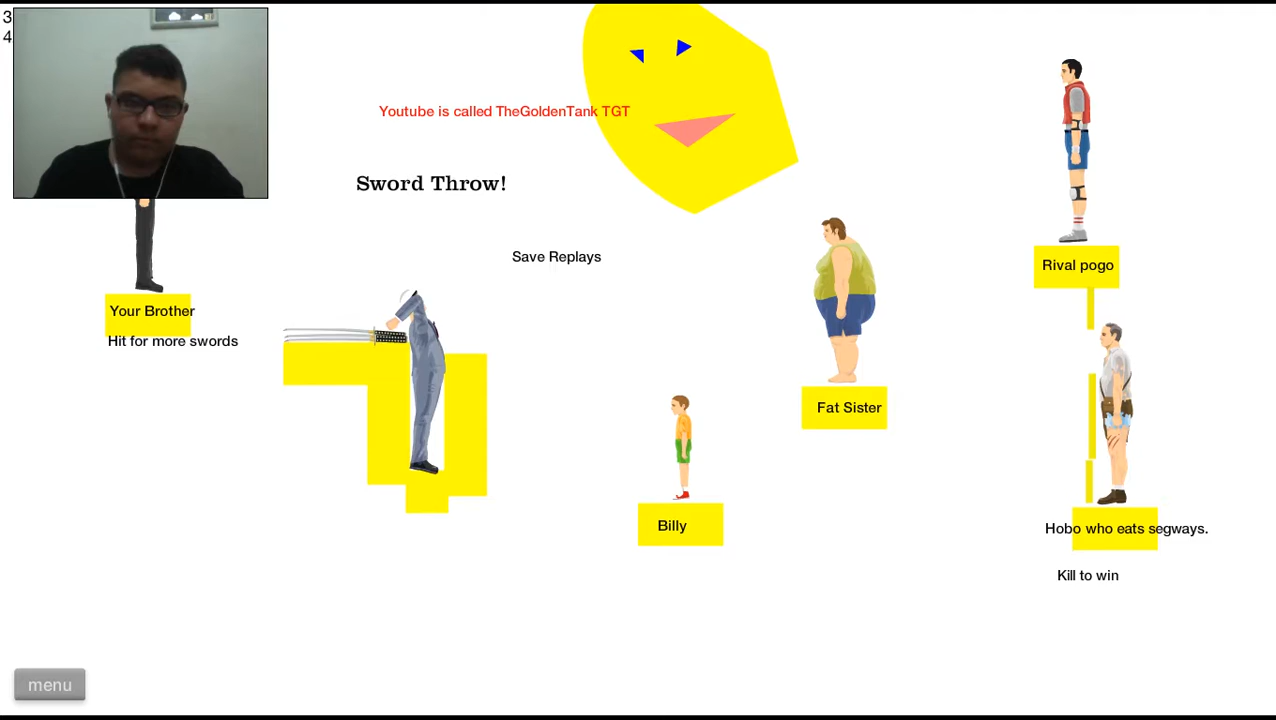 3
4
Youtube is called TheGoldenTank TGT
Sword Throw!
Save Replays
Rival pogo
Your Brother
Hit for more swords
Fat Sister
Billy
Hobo who eats segways.
Kill to win
menu